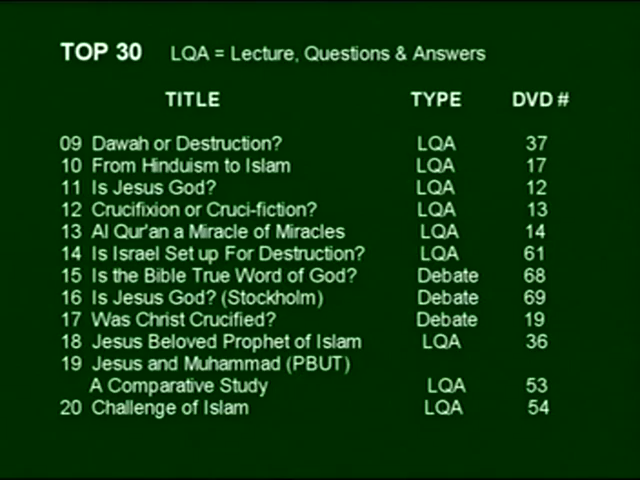 TOP 30 LQA = Lecture, Questions & Answers
TITLE TYPE DVD #
09 Dawah or Destruction? LQA 37
10 From Hinduism to Islam LQA 17
11 Is Jesus God? LQA 12
12 Crucifixion or Cruci-fiction? LQA 13
13 Al Qur'an a Miracle of Miracles LQA 14
14 Is Israel Set up For Destruction? LQA 61
15 Is the Bible True Word of God? Debate 68
16 Is Jesus God? (Stockholm) Debate 69
17 Was Christ Crucified? Debate 19
18 Jesus Beloved Prophet of Islam LQA 36
19 Jesus and Muhammad (PBUT)
A Comparative Study LQA 53
20 Challenge of Islam LQA 54